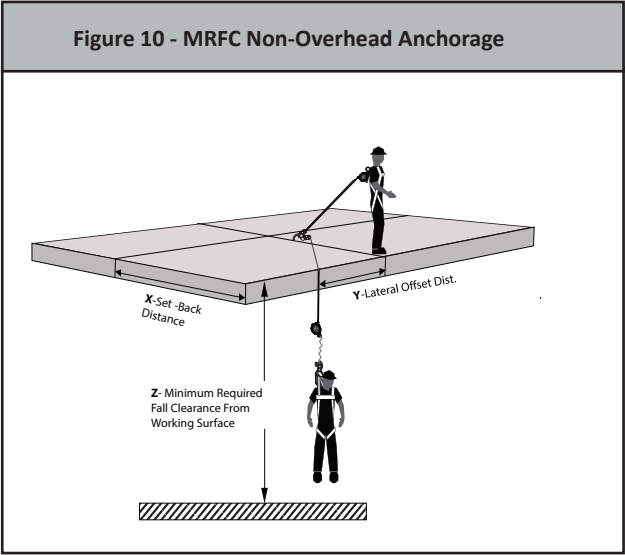 Figure 10 - MRFC Non-Overhead Anchorage
X-Set -Back
Distance
Y-Lateral Offset Dist.
Z- Minimum Required
Fall Clearance From
Working Surface